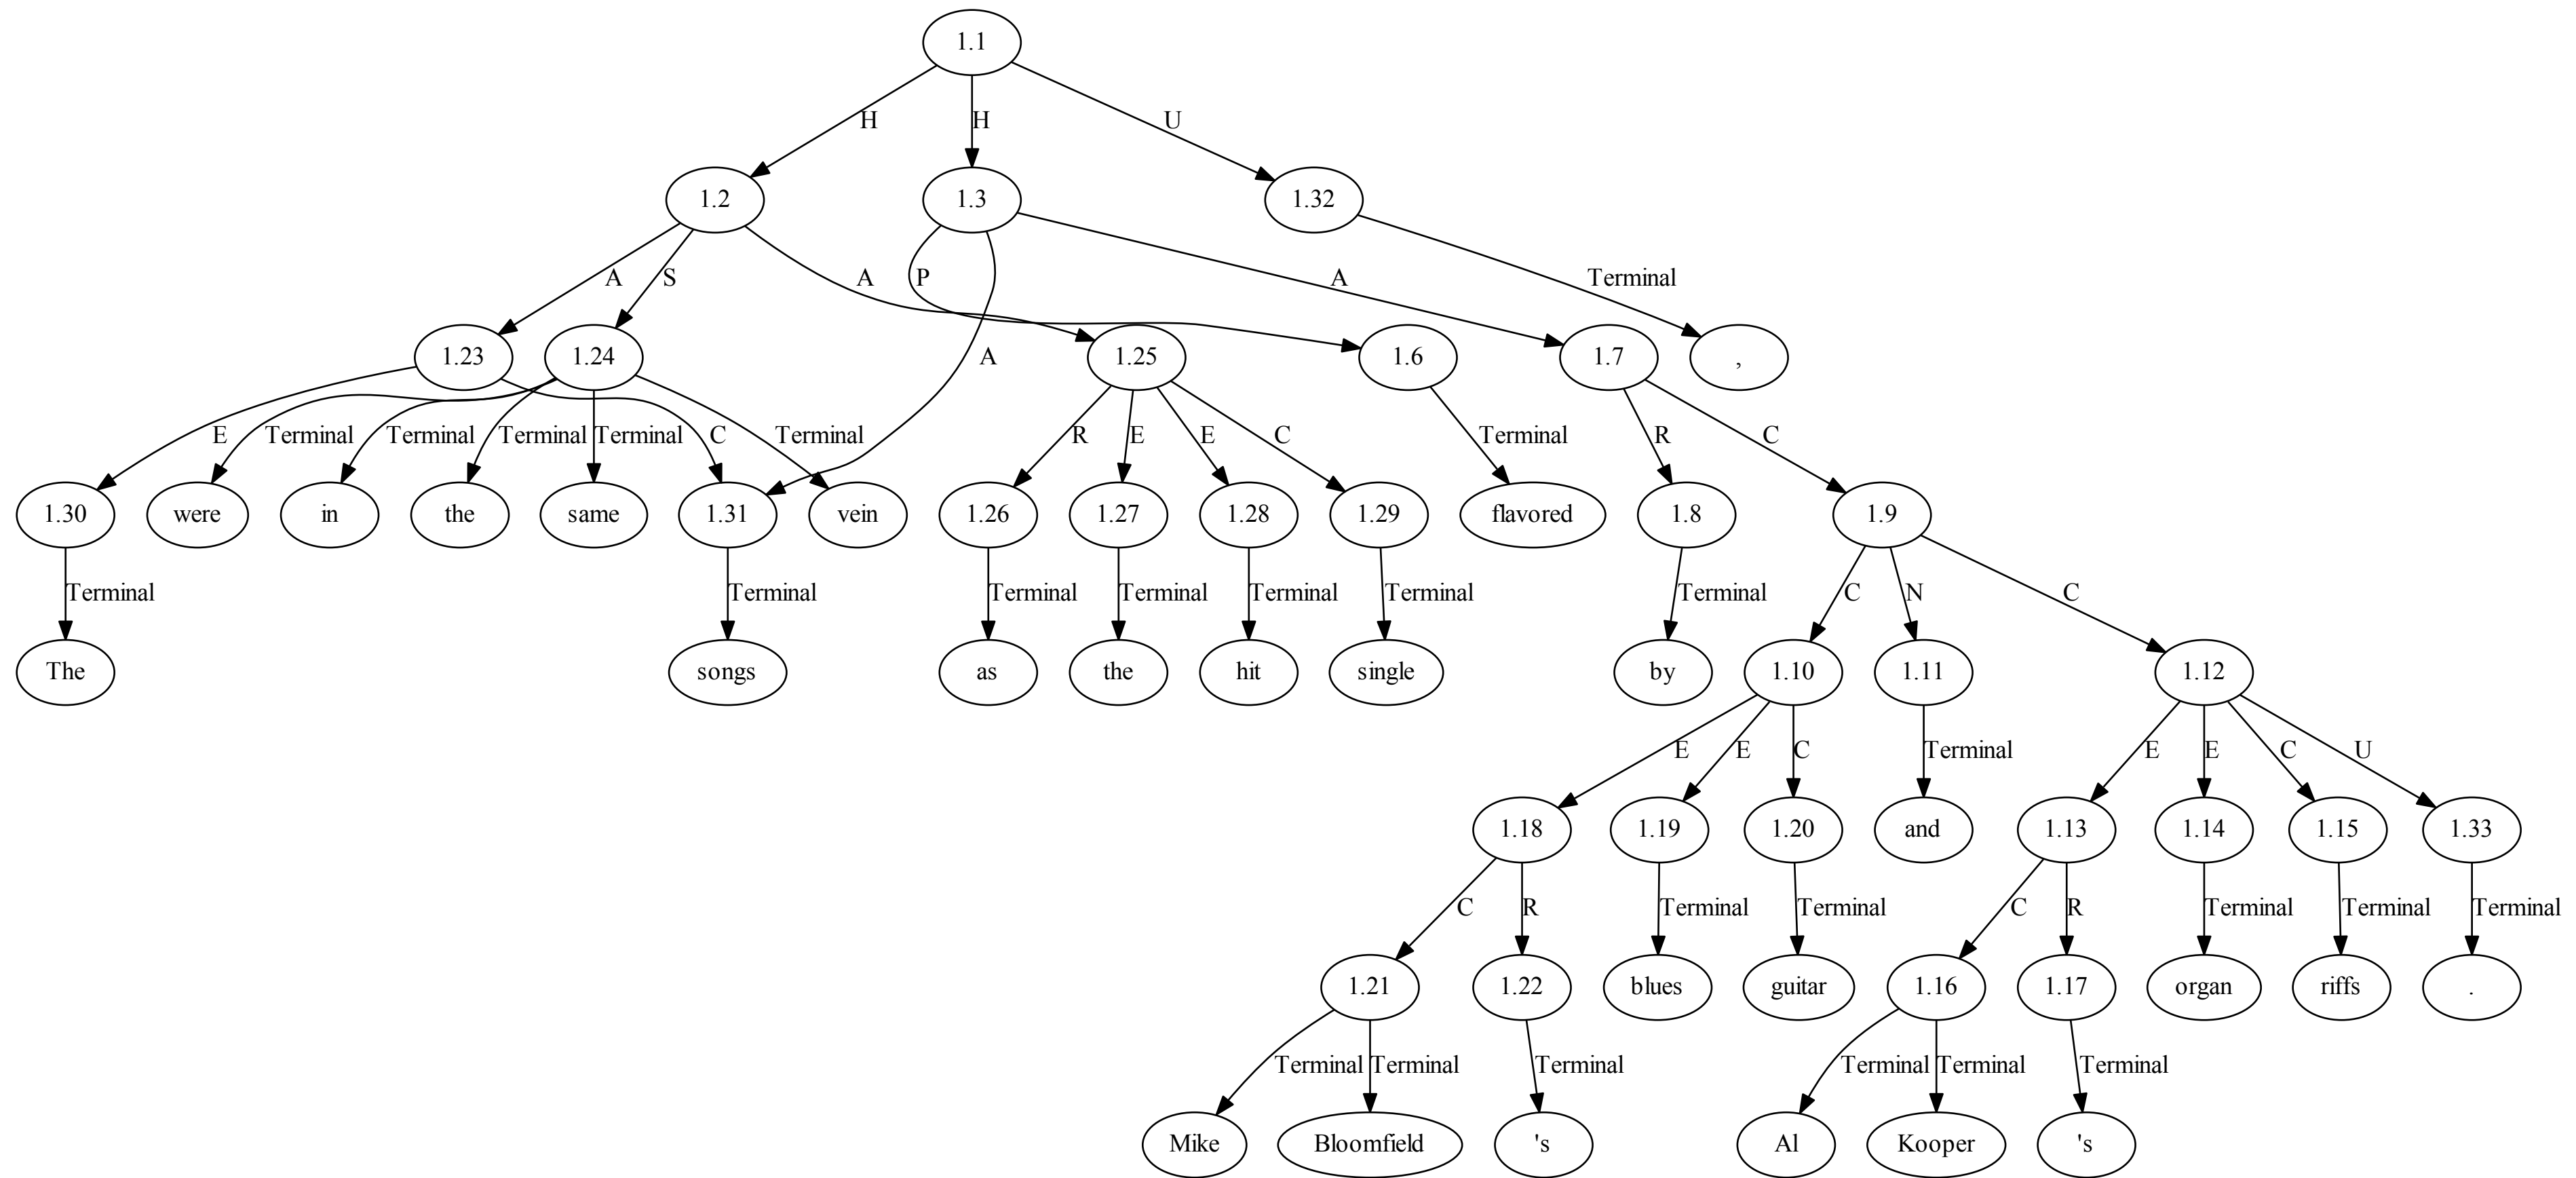 1.1
H H U
1.2 1.3 1.32
A S A P A Terminal
1.23 1.24 1.25 A 1.6 1.7 ,
E Terminal Terminal Terminal Terminal C Terminal R E E C Terminal R C
1.30 were in the same 1.31 vein 1.26 1.27 1.28 1.29 flavored 1.8 1.9
Terminal Terminal Terminal Terminal Terminal Terminal Terminal C N C
The songs as the hit single by 1.10 1.11 1.12
E E C Terminal E E C U
1.18 1.19 1.20 and 1.13 1.14 1.15 1.33
C R Terminal Terminal C R Terminal Terminal Terminal
1.21 1.22 blues guitar 1.16 1.17 organ riffs .
Terminal Terminal Terminal Terminal Terminal Terminal
Mike Bloomfield 's Al Kooper 's